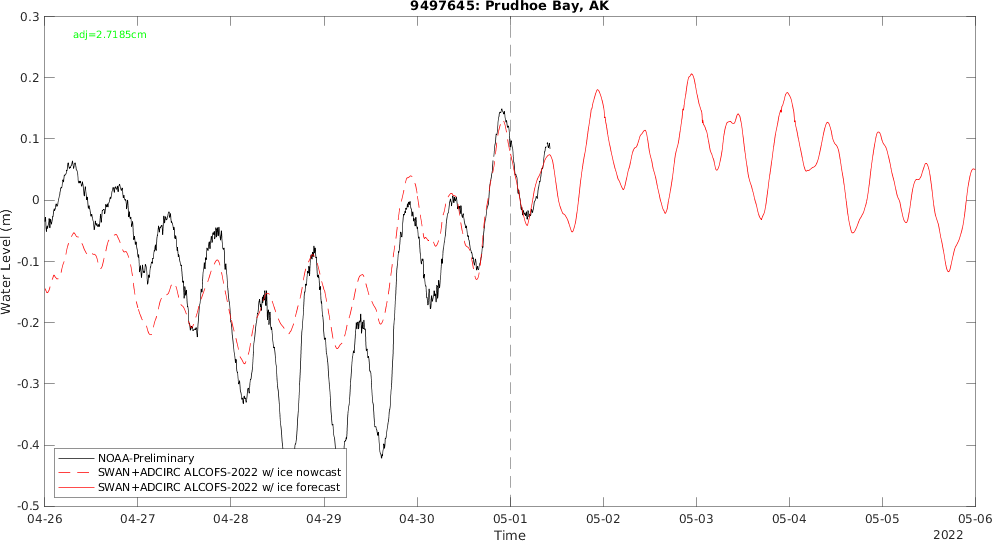 9497645: Prudhoe Bay, AK
adj=2.7185cm
0.3
0.2
0.1
0
-0.1
-0.2
-0.3
-0.4
-0.5
Water Level (m)
NOAA-Preliminary
SWAN+ADCIRC ALCOFS-2022 w/ ice nowcast
SWAN+ADCIRC ALCOFS-2022 w/ ice forecast
04-26 04-27 04-28 04-29 04-30 05-01 05-02 05-03 05-04 05-05 05-06
Time
2022